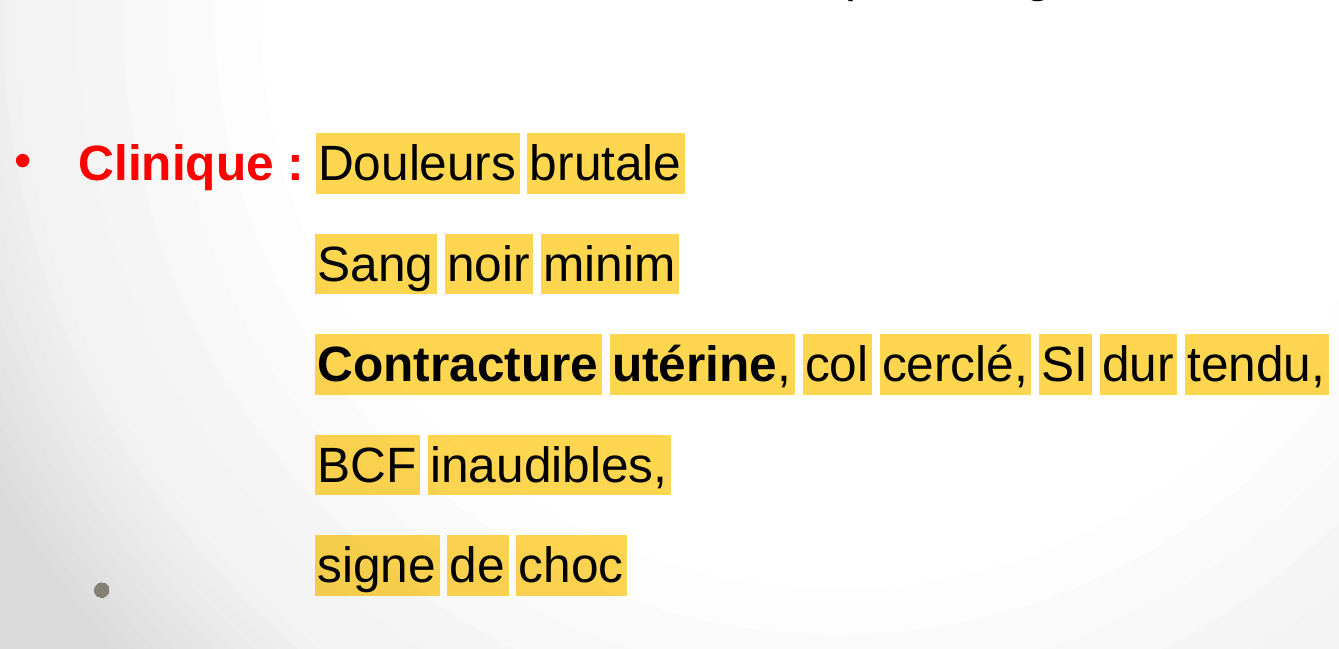 • Clinique : Douleurs brutale
Sang noir minim
Contracture utérine, col cerclé, SI dur tendu,
BCF inaudibles,
signe de choc